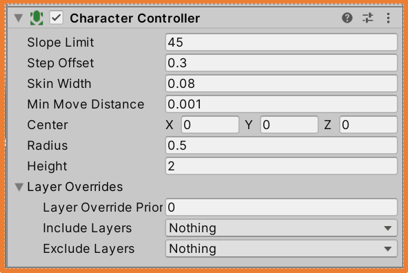 Character Controller
Slope Limit 45
Step Offset 0.3
Skin Width 0.08
Min Move Distance 0.001
Center X 0 Y 0 Z 0
Radius 0.5
Height 2
Layer Overrides
Layer Override Prior 0
Include Layers Nothing
Exclude Layers Nothing